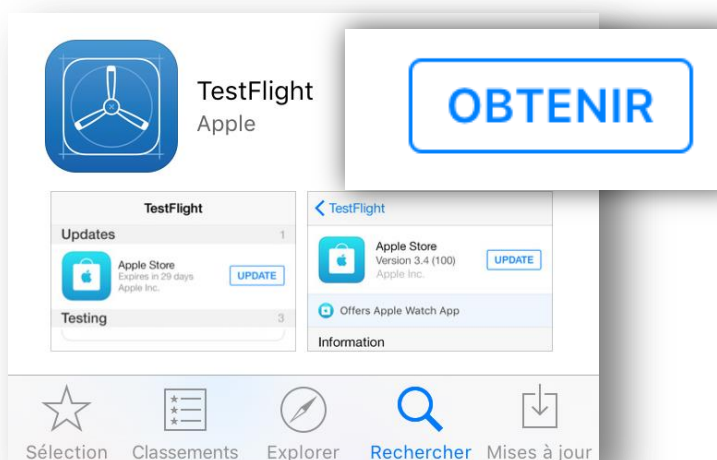 TestFlight
Apple
OBTENIR
TestFlight
Updates 1
Apple Store
Expires in 29 days
Apple Inc.
UPDATE
Testing 3
TestFlight
Apple Store
Version 3.4 (100)
Apple Inc.
UPDATE
Offers Apple Watch App
Information
Sélection Classements Explorer Rechercher Mises à jour